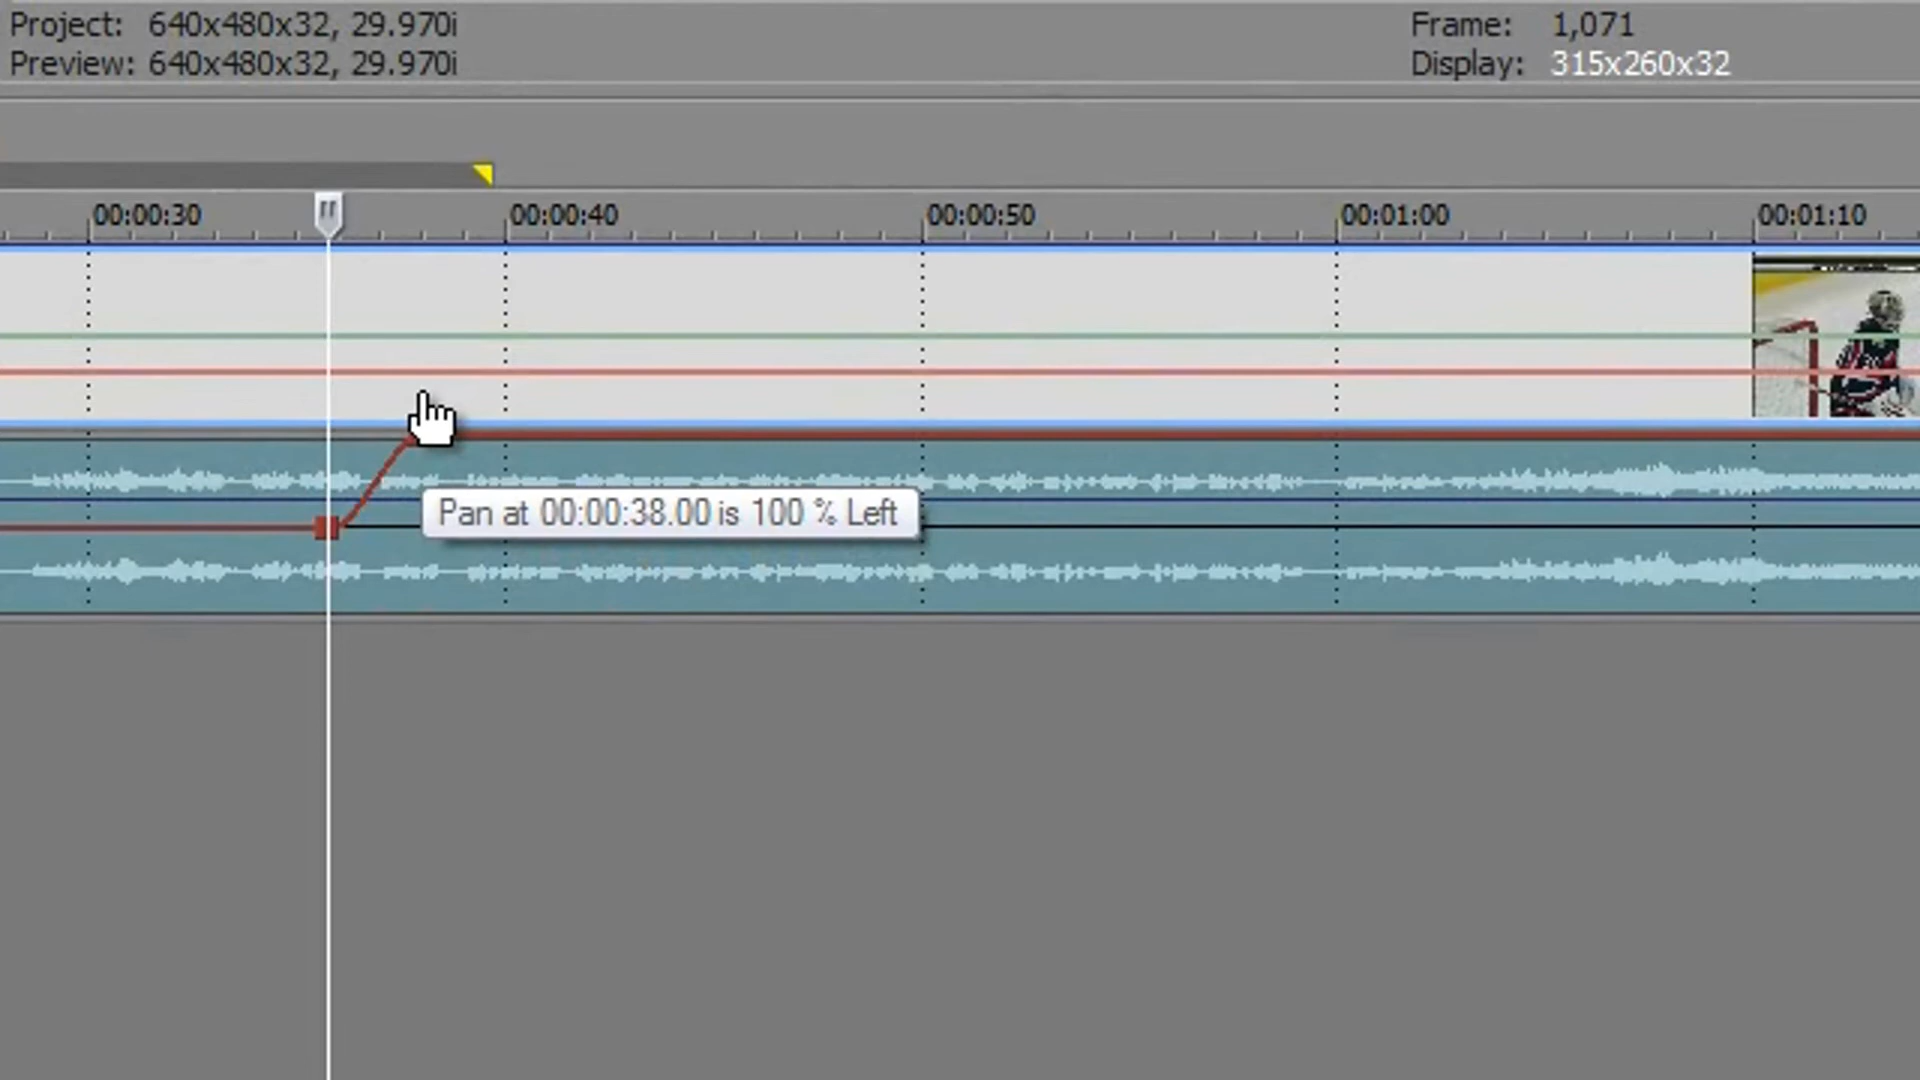 Project: 640x480x32, 29.970i
Preview: 640x480x32, 29.970i
Frame: 1,071
Display: 315x260x32
00:00:30 00:00:40 00:00:50 00:01:00 00:01:10
Pan at 00:00:38.00 is 100 % Left